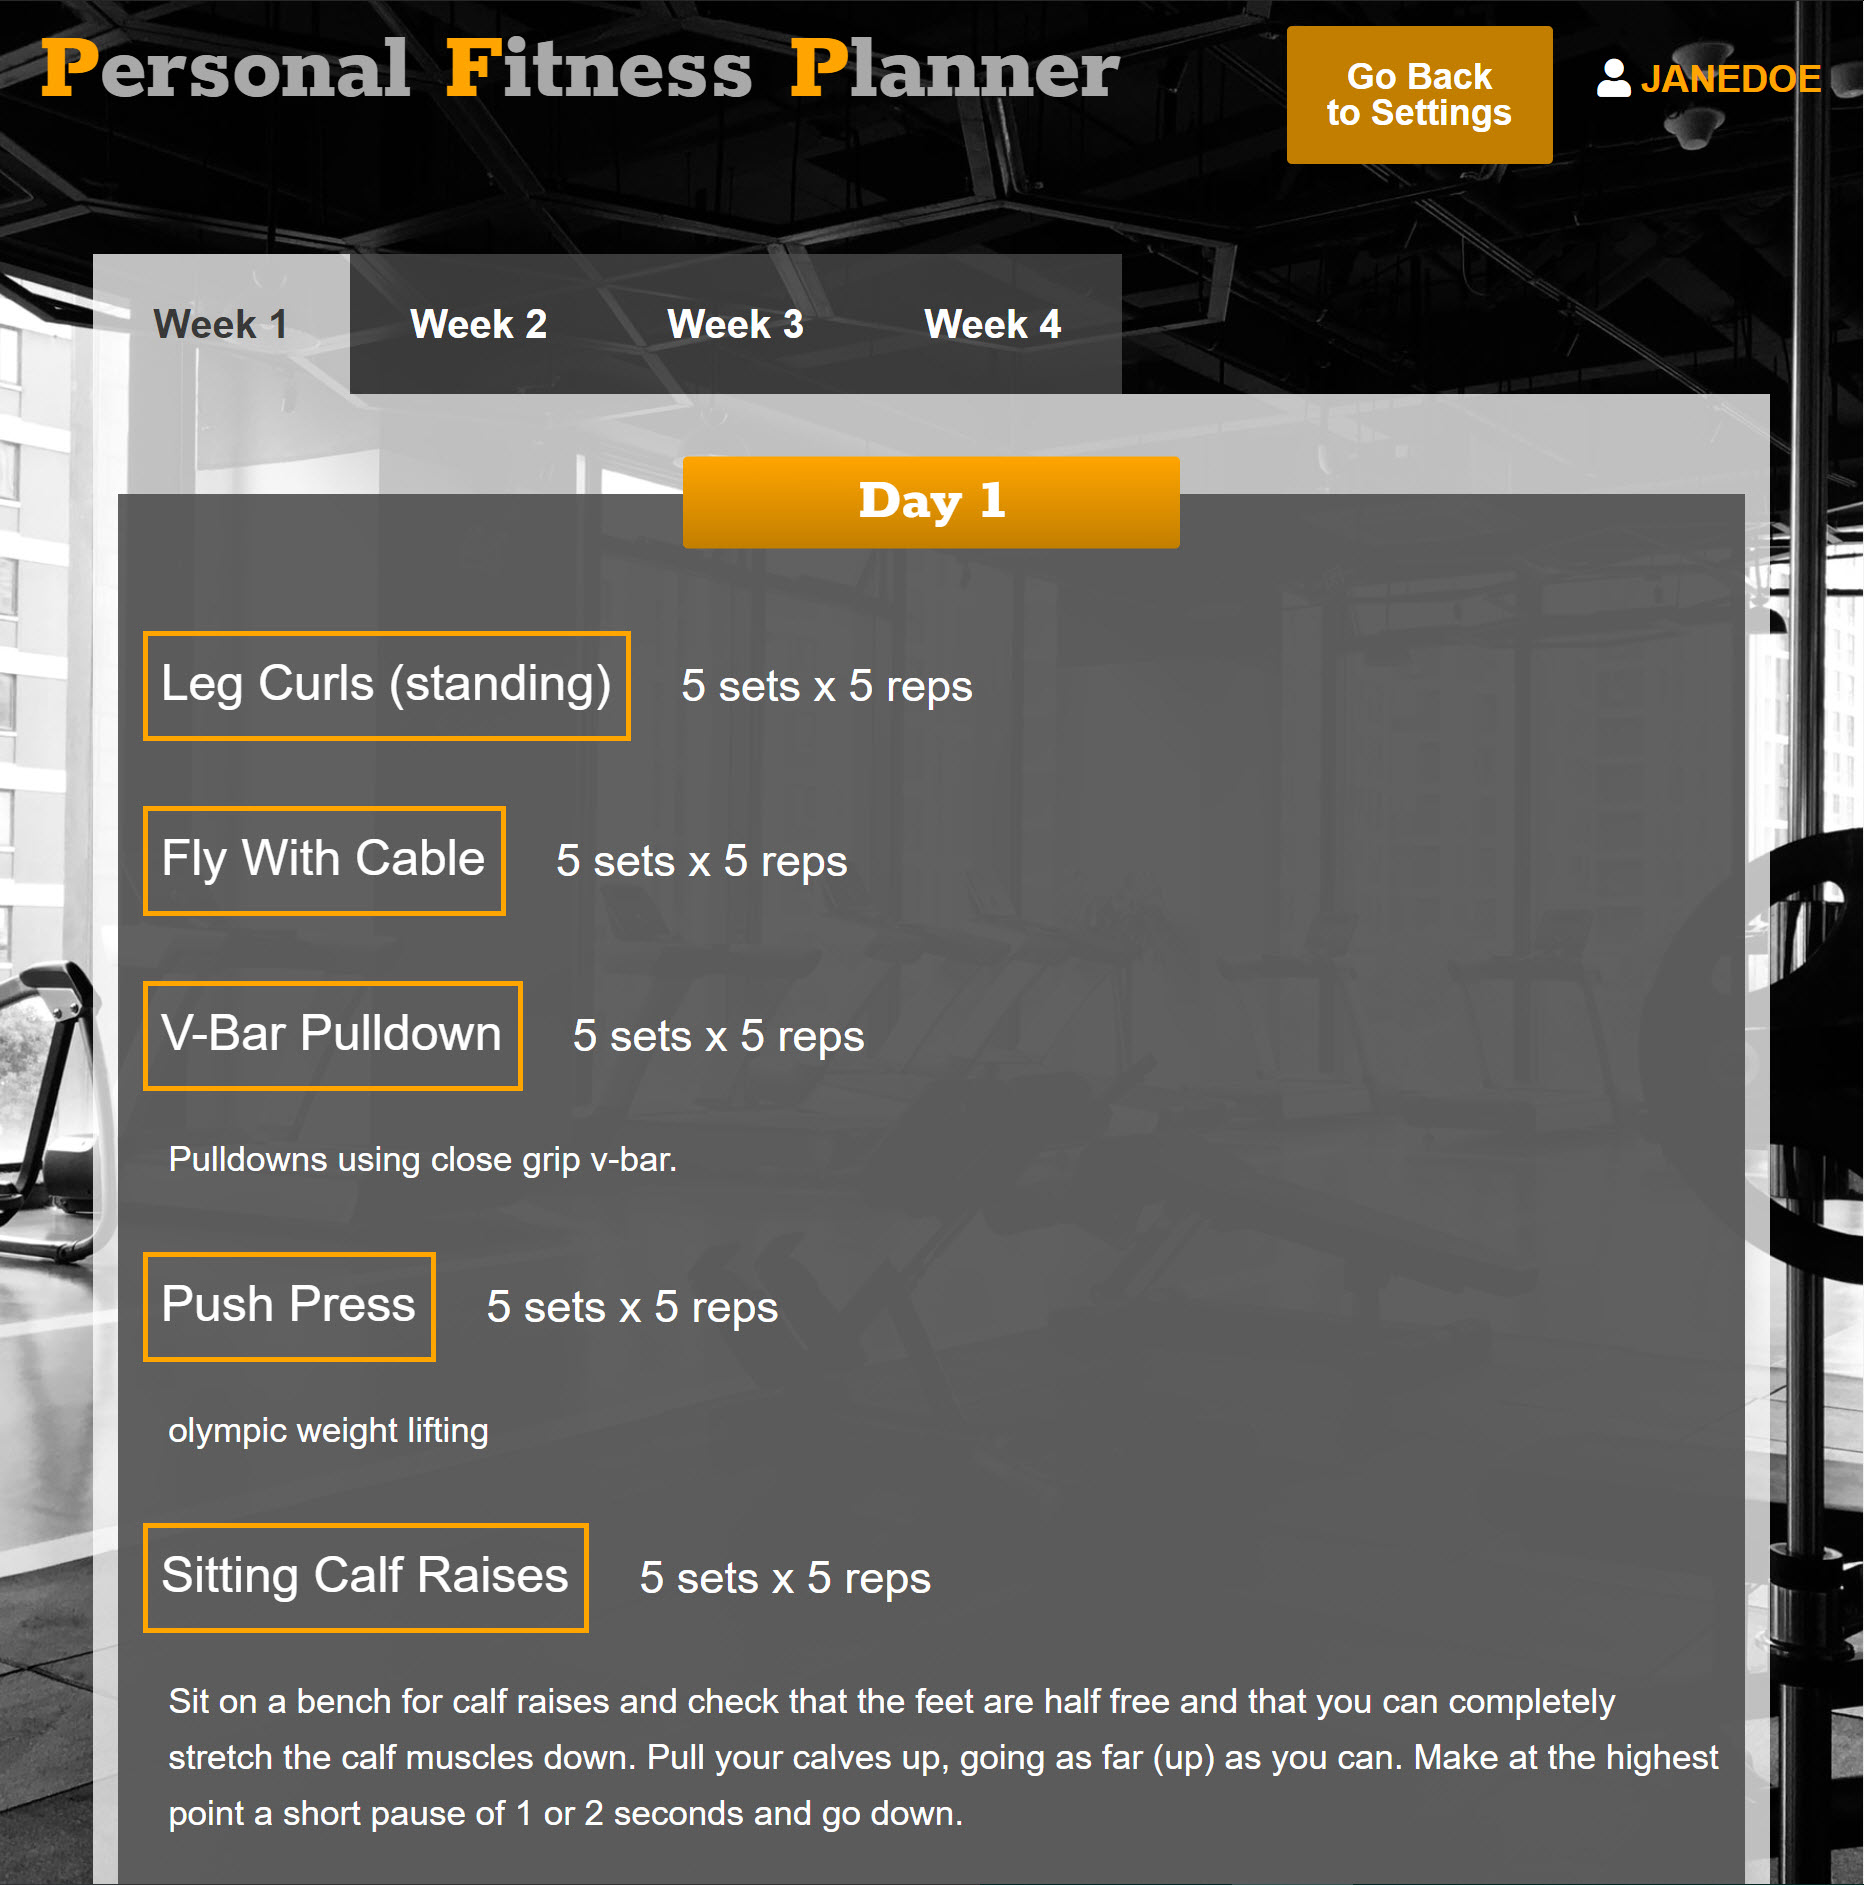 Personal Fitness Planner
Go Back
to Settings
JANEDOE
Week 1 Week 2 Week 3 Week 4
Day 1
Leg Curls (standing) 5 sets x 5 reps
Fly With Cable 5 sets x 5 reps
V-Bar Pulldown 5 sets x 5 reps
Pulldowns using close grip v-bar.
Push Press 5 sets x 5 reps
olympic weight lifting
Sitting Calf Raises 5 sets x 5 reps
Sit on a bench for calf raises and check that the feet are half free and that you can completely
stretch the calf muscles down. Pull your calves up, going as far (up) as you can. Make at the highest
point a short pause of 1 or 2 seconds and go down.